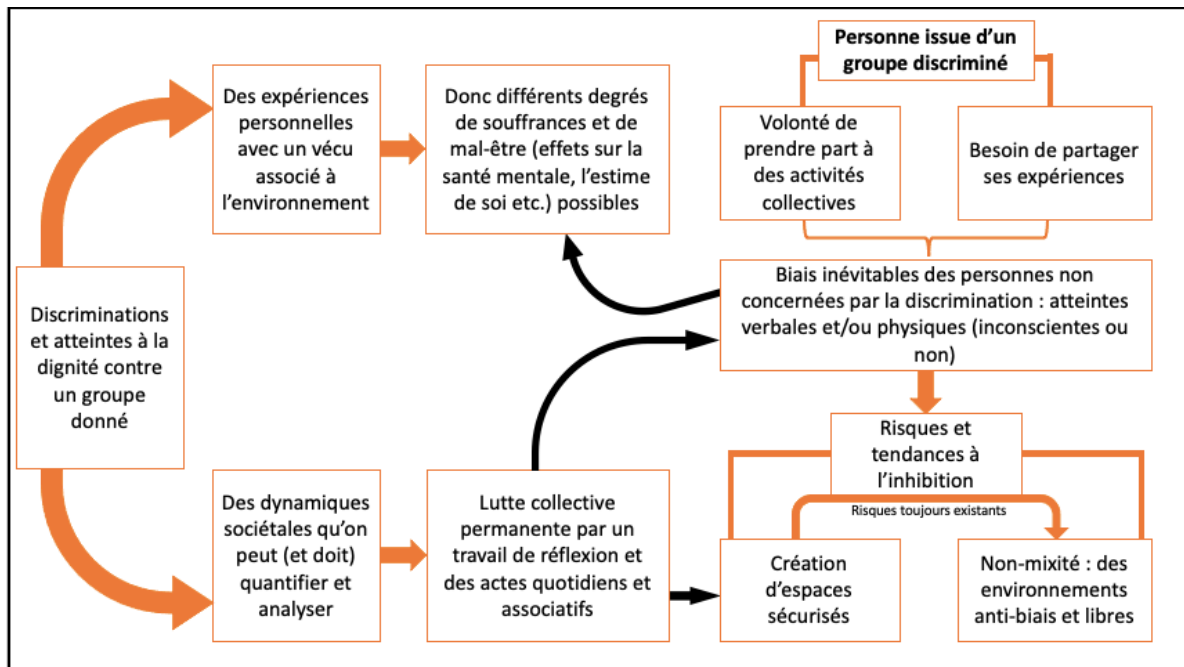 Personne issue d'un
groupe discriminé
Des expériences
personnelles
avec un vécu
associé à
l'environnement
Donc différents degrés
de souffrances et de
mal-être (effets sur la
santé mentale, l'estime
de soi etc.) possibles
Volonté de
prendre part à
des activités
collectives
Besoin de partager
ses expériences
Discriminations
et atteintes à la
dignité contre
un groupe
donné
Biais inévitables des personnes non
concernées par la discrimination : atteintes
verbales et/ou physiques (inconscientes ou
non)
Risques et
tendances à
l'inhibition
Risques toujours existants
Des dynamiques
sociétales qu'on
peut (et doit)
quantifier et
analyser
Lutte collective
permanente par un
travail de réflexion et
des actes quotidiens et
associatifs
Création
d'espaces
sécurisés
Non-mixité : des
environnements
anti-biais et libres